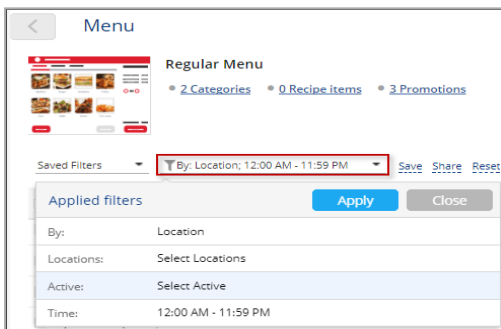 Menu
Regular Menu
2 Categories 0 Recipe items 3 Promotions
Saved Filters By: Location; 12:00 AM - 11:59 PM Save Share Reset
Applied filters Apply Close
By: Location
Locations: Select Locations
Active: Select Active
Time: 12:00 AM - 11:59 PM